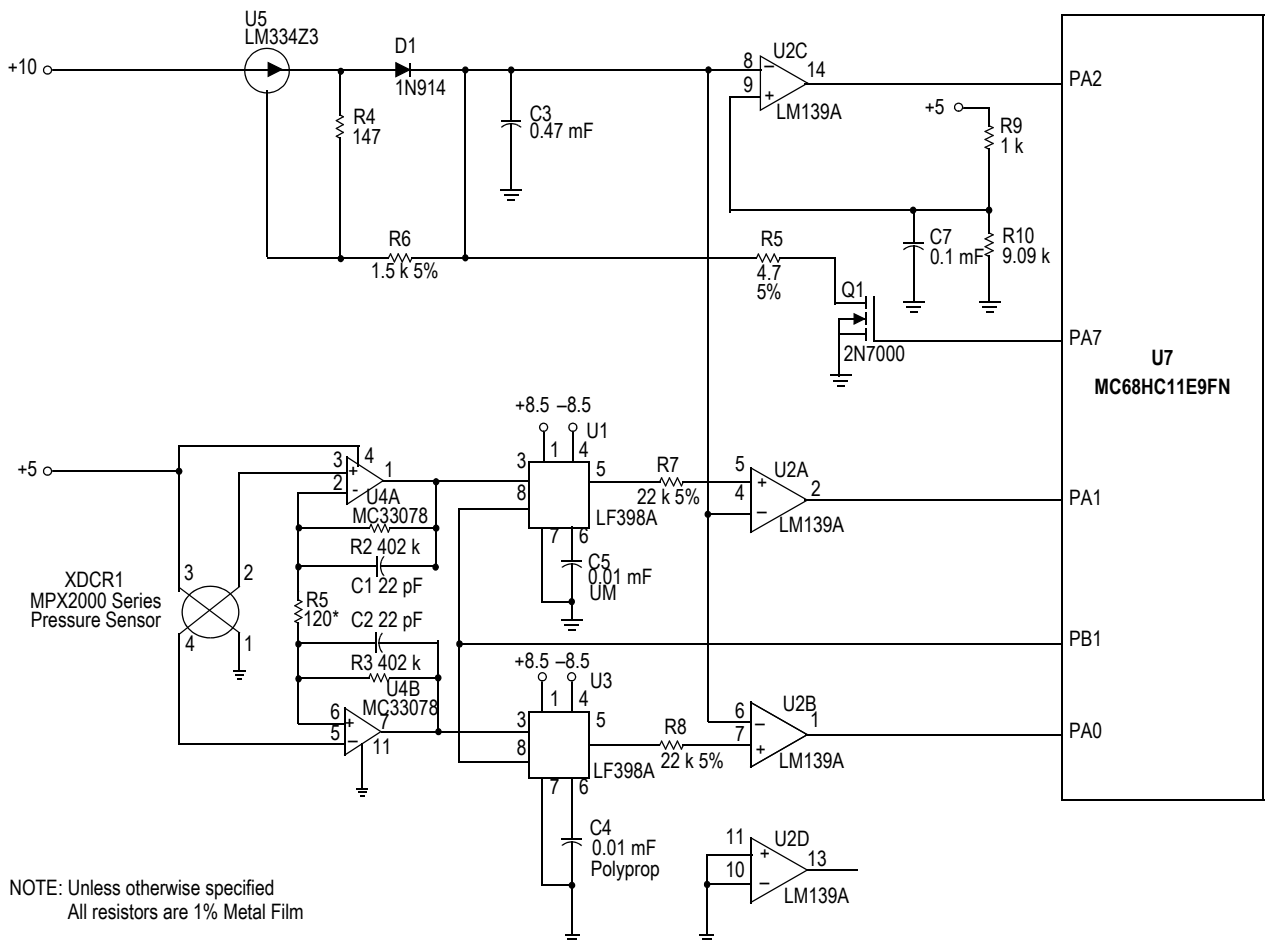 U5
LM334Z3
+10
D1
1N914
R4
147
C3
0.47 mF
R6
1.5 k 5%
8
9
–
+
U2C
14
LM139A
PA2
+5
R9
1 k
C7
0.1 mF
R10
9.09 k
R5
4.7
5%
Q1
2N7000
PA7
U7
MC68HC11E9FN
+5
3
2
4
+
-
1
U4A
MC33078
R2 402 k
C1 22 pF
R5
120*
C2 22 pF
R3 402 k
U4B
MC33078
6
5
+
–
7
11
XDCR1
MPX2000 Series
Pressure Sensor
3
2
4
1
+8.5 –8.5
U1
1
4
3
8
5
7
6
LF398A
C5
0.01 mF
UM
R7
22 k 5%
5
4
+
–
U2A
2
LM139A
PA1
PB1
+8.5 –8.5
U3
1
4
3
8
5
7
6
LF398A
C4
0.01 mF
Polyprop
R8
22 k 5%
6
7
–
+
U2B
1
LM139A
PA0
11
10
+
–
U2D
13
LM139A
NOTE: Unless otherwise specified
All resistors are 1% Metal Film